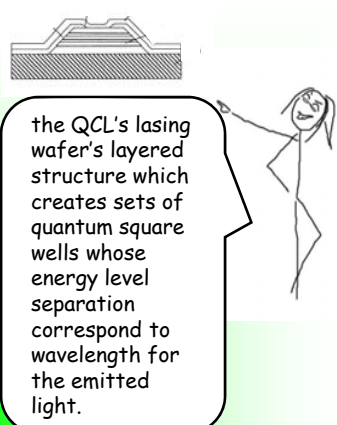 the QCL's lasing
wafer's layered
structure which
creates sets of
quantum square
wells whose
energy level
separation
correspond to
wavelength for
the emitted
light.